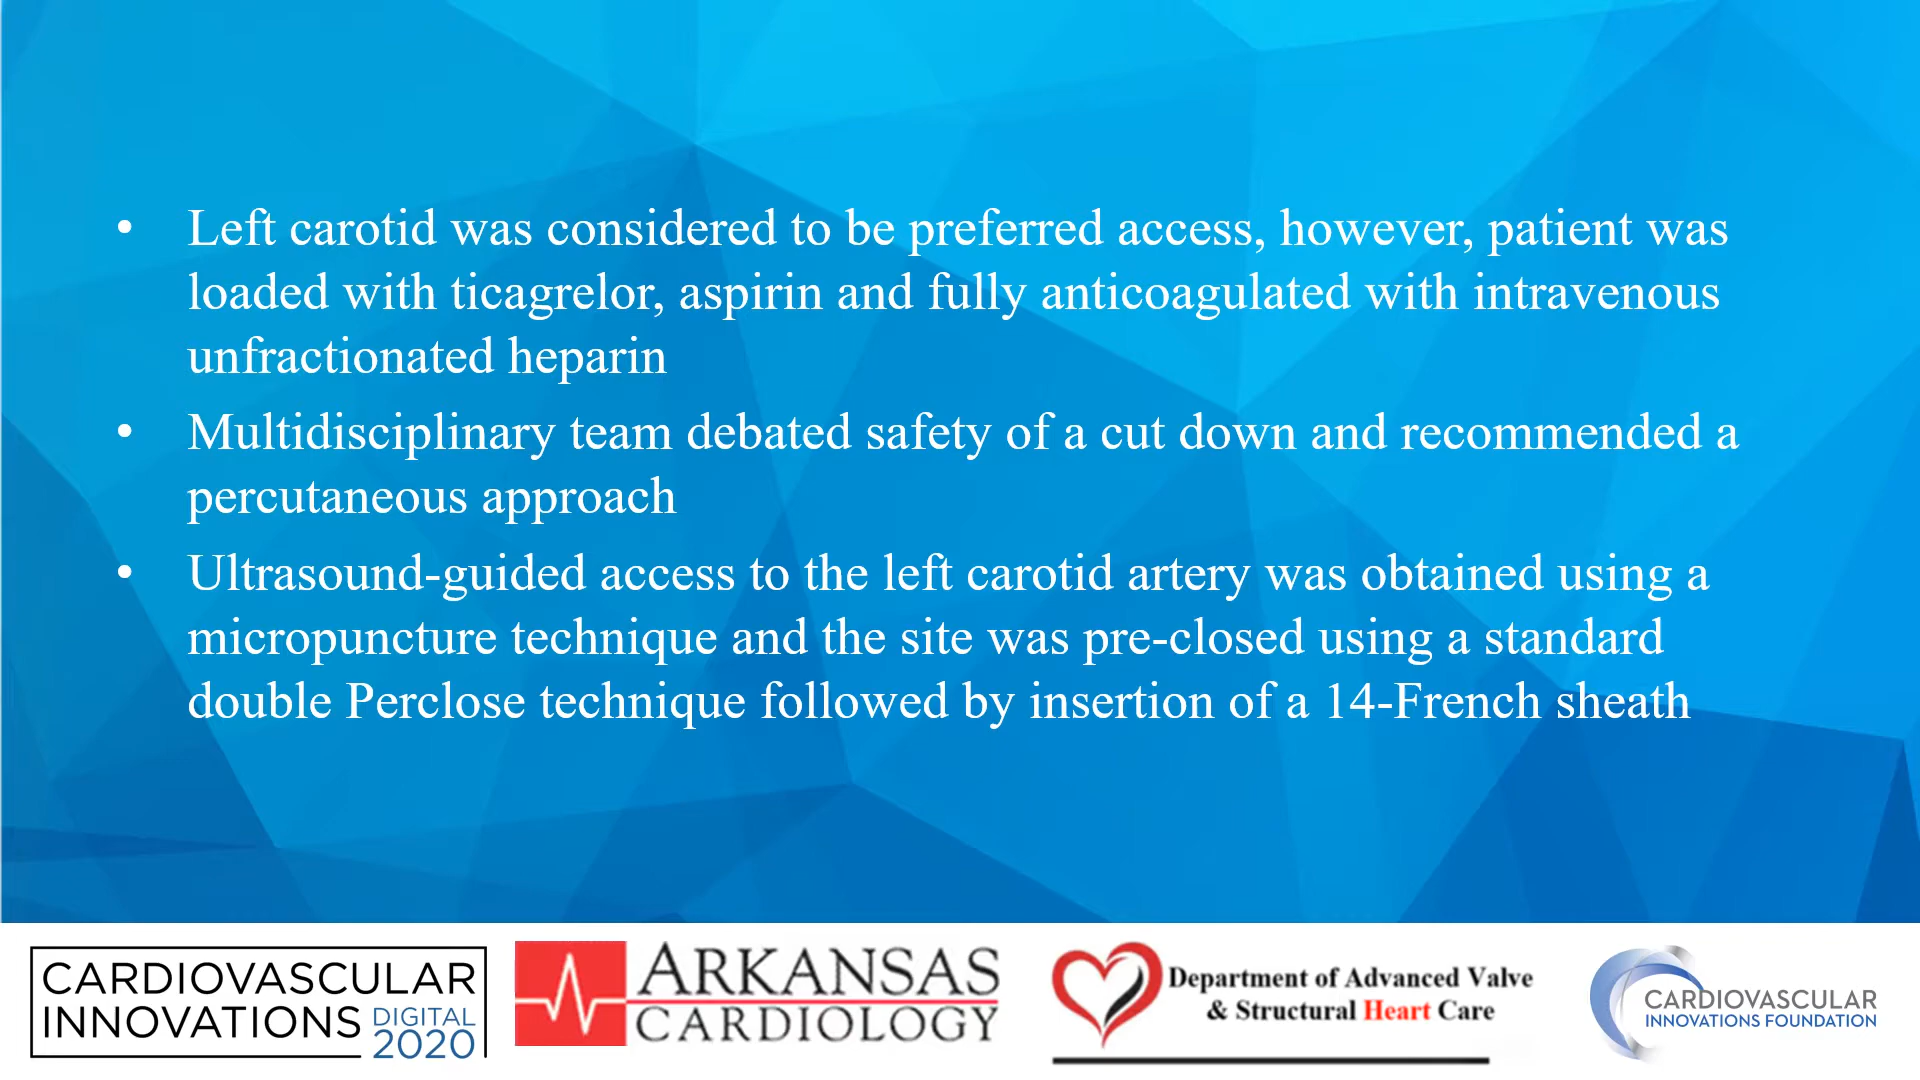 • Left carotid was considered to be preferred access, however, patient was
loaded with ticagrelor, aspirin and fully anticoagulated with intravenous
unfractionated heparin
• Multidisciplinary team debated safety of a cut down and recommended a
percutaneous approach
• Ultrasound-guided access to the left carotid artery was obtained using a
micropuncture technique and the site was pre-closed using a standard
double Perclose technique followed by insertion of a 14-French sheath
CARDIOVASCULAR
INNOVATIONS DIGITAL
2020
ARKANSAS
CARDIOLOGY
Department of Advanced Valve
& Structural Heart Care
CARDIOVASCULAR
INNOVATIONS FOUNDATION